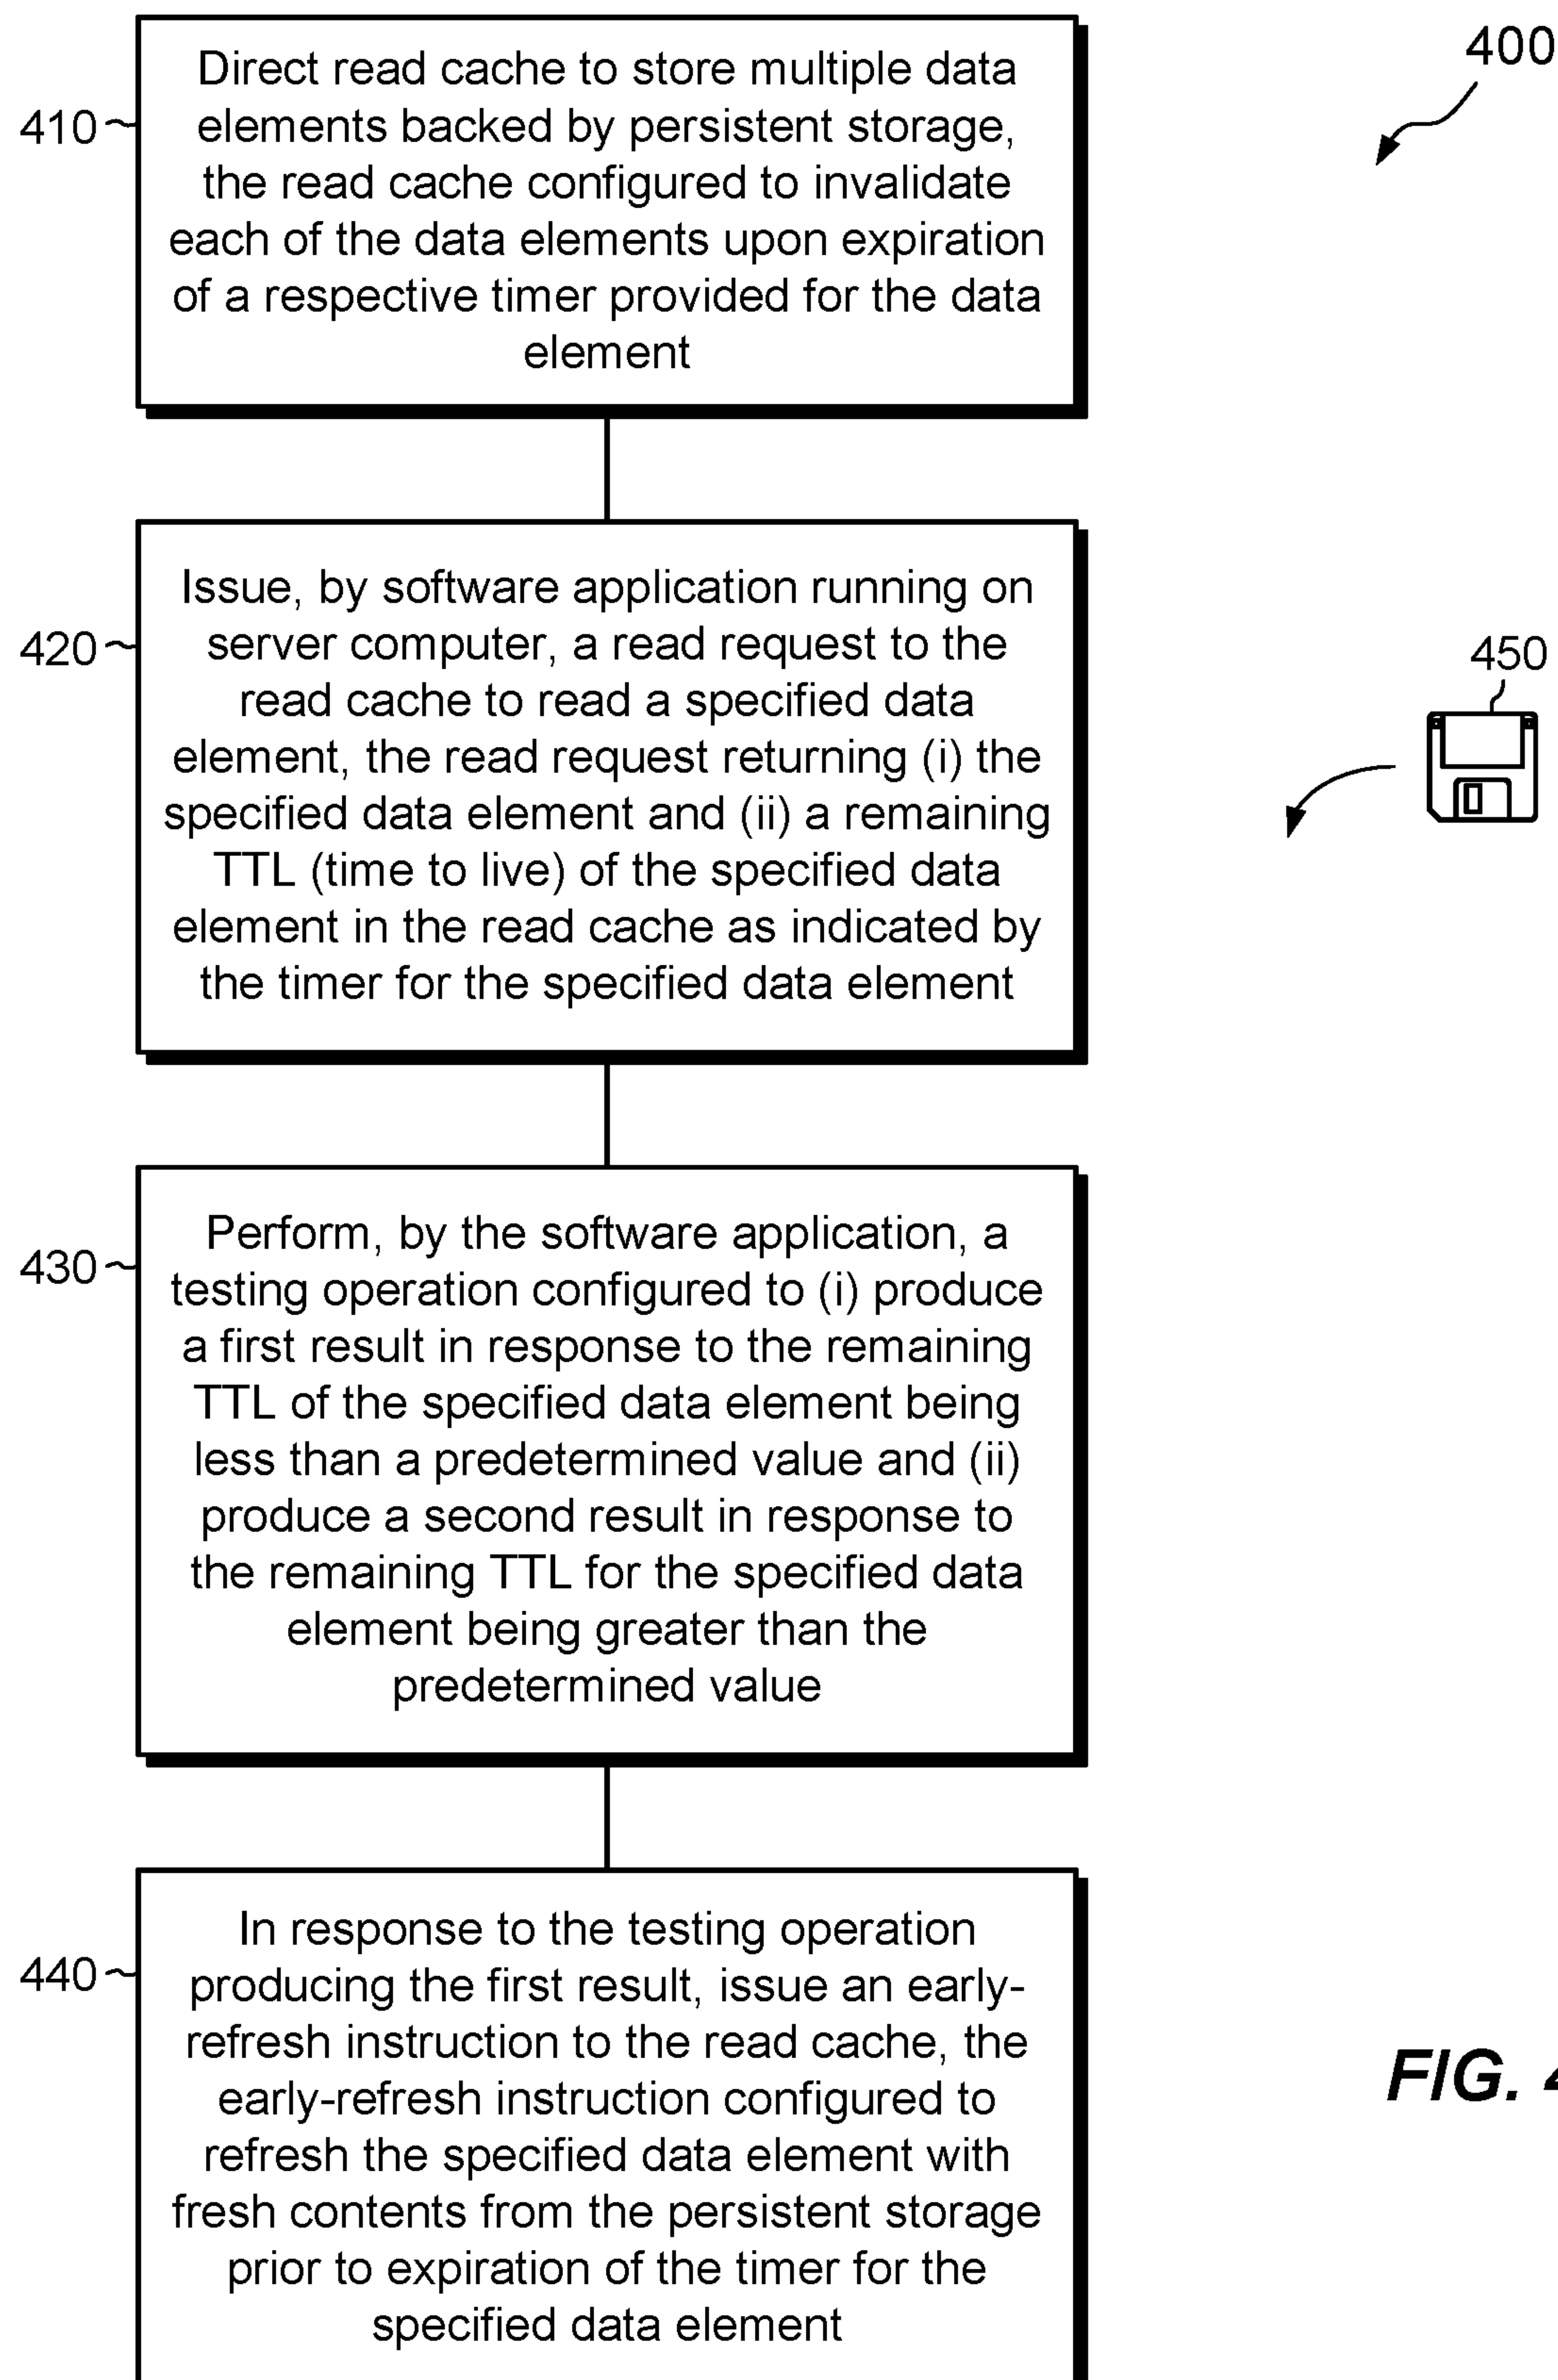 400
410
Direct read cache to store multiple data
elements backed by persistent storage,
the read cache configured to invalidate
each of the data elements upon expiration
of a respective timer provided for the data
element
420
Issue, by software application running on
server computer, a read request to the
read cache to read a specified data
element, the read request returning (i) the
specified data element and (ii) a remaining
TTL (time to live) of the specified data
element in the read cache as indicated by
the timer for the specified data element
450
430
Perform, by the software application, a
testing operation configured to (i) produce
a first result in response to the remaining
TTL of the specified data element being
less than a predetermined value and (ii)
produce a second result in response to
the remaining TTL for the specified data
element being greater than the
predetermined value
440
In response to the testing operation
producing the first result, issue an early-
refresh instruction to the read cache, the
early-refresh instruction configured to
refresh the specified data element with
fresh contents from the persistent storage
prior to expiration of the timer for the
specified data element
FIG. 4